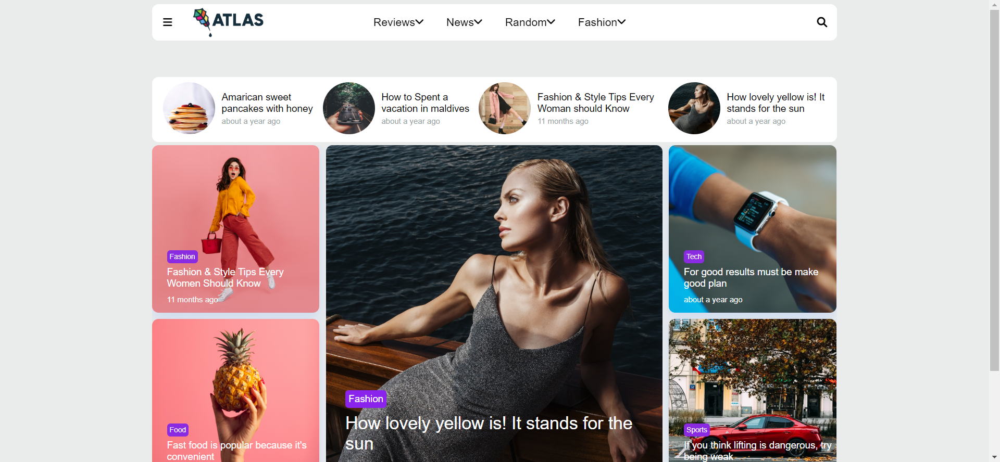 ATLAS
Reviews
News
Random
Fashion
Amarican sweet
pancakes with honey
about a year ago
How to Spent a
vacation in maldives
about a year ago
Fashion & Style Tips Every
Woman should Know
11 months ago
How lovely yellow is! It
stands for the sun
about a year ago
Fashion
Fashion & Style Tips Every
Women Should Know
11 months ago
Food
Fast food is popular because it's
convenient
Fashion
How lovely yellow is! It stands for the
sun
Tech
For good results must be make
good plan
about a year ago
Sports
If you think lifting is dangerous, try
being weak